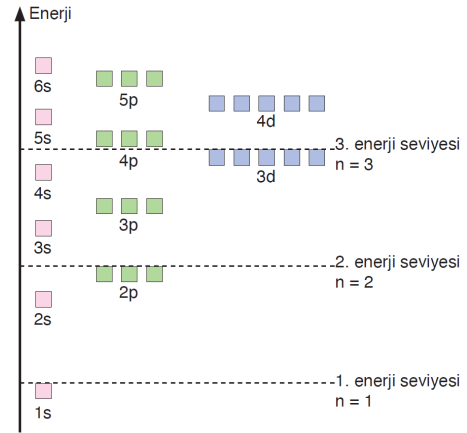 Enerji
6s
5p
4d
5s
4p
3. enerji seviyesi
n = 3
3d
4s
3p
3s
2. enerji seviyesi
n = 2
2p
2s
1. enerji seviyesi
n = 1
1s